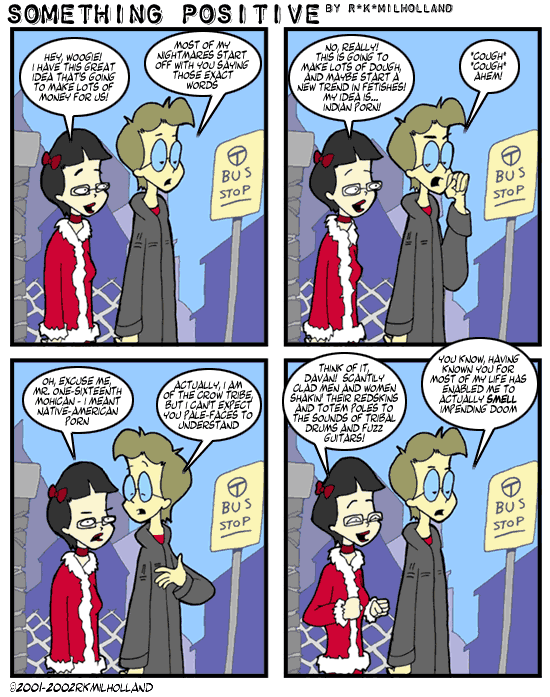 SOMETHING POSITIVE BY R*K*MILHOLLAND
HEY, WOOGIE!
I HAVE THIS GREAT
IDEA THAT'S GOING
TO MAKE LOTS OF
MONEY FOR US!
MOST OF MY
NIGHTMARES START
OFF WITH YOU SAYING
THOSE EXACT
WORDS
T
BUS
STOP
NO, REALLY!
THIS IS GOING TO
MAKE LOTS OF DOUGH,
AND MAYBE START A
NEW TREND IN FETISHES!
MY IDEA IS...
INDIAN PORN!
*COUGH*
*COUGH*
AHEM!
T
BUS
STOP
OH, EXCUSE ME,
MR. ONE-SIXTEENTH
MOHICAN - I MEANT
NATIVE-AMERICAN
PORN
ACTUALLY, I AM
OF THE CROW TRIBE,
BUT I CAN'T EXPECT
YOU PALE-FACES TO
UNDERSTAND
T
BUS
STOP
THINK OF IT,
DAVAN! SCANTILY
CLAD MEN AND WOMEN
SHAKIN' THEIR REDSKINS
AND TOTEM POLES TO
THE SOUNDS OF TRIBAL
DRUMS AND FUZZ
GUITARS!
YOU KNOW, HAVING
KNOWN YOU FOR
MOST OF MY LIFE HAS
ENABLED ME TO
ACTUALLY SMELL
IMPENDING DOOM
T
BUS
STOP
©2001-2002RKMILHOLLAND